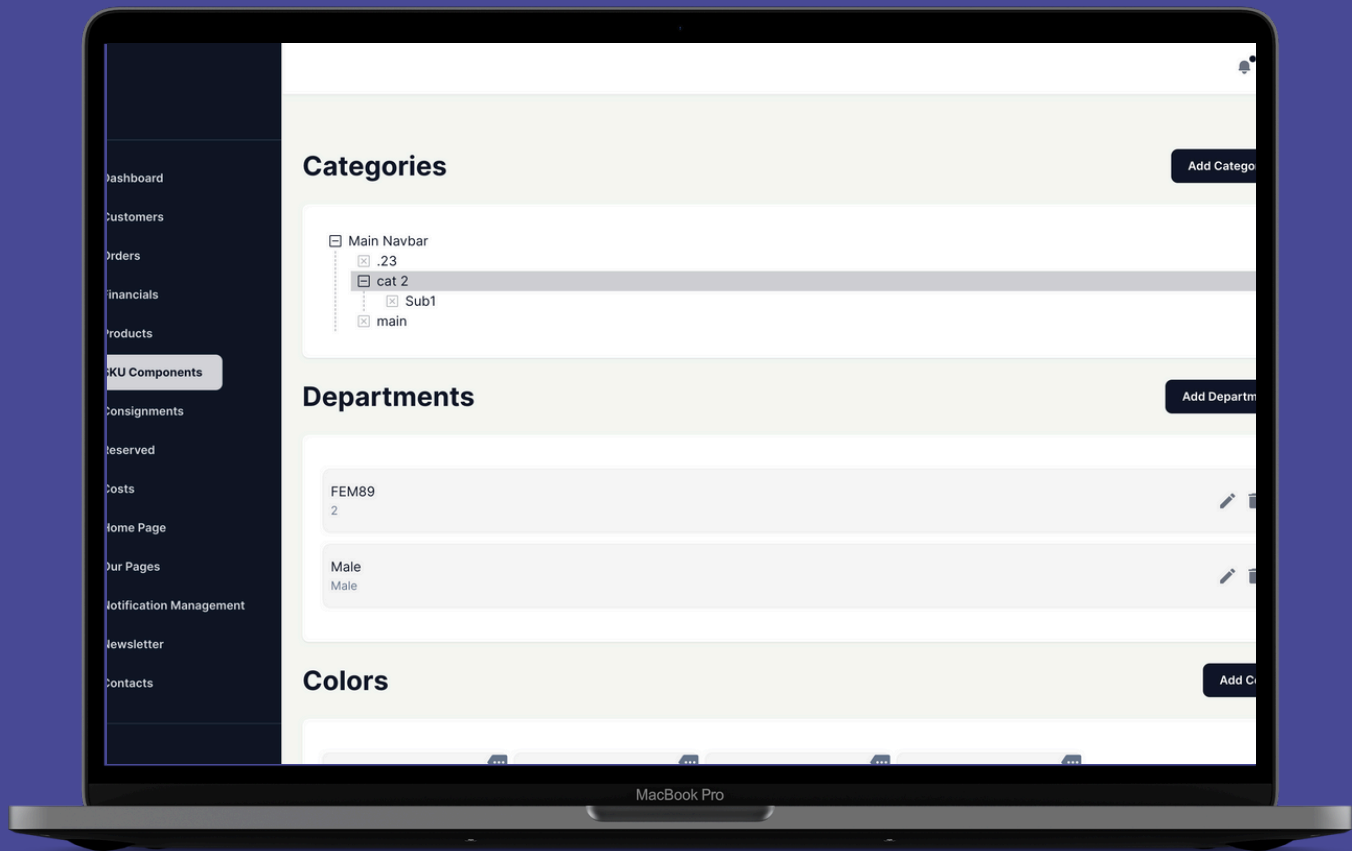 Dashboard
Customers
Orders
Financials
Products
SKU Components
Consignments
Reserved
Costs
Home Page
Our Pages
Notification Management
Newsletter
Contacts
Categories
Add Catego
Main Navbar
.23
cat 2
Sub1
main
Departments
Add Departm
FEM89
2
Male
Male
Colors
Add C
MacBook Pro